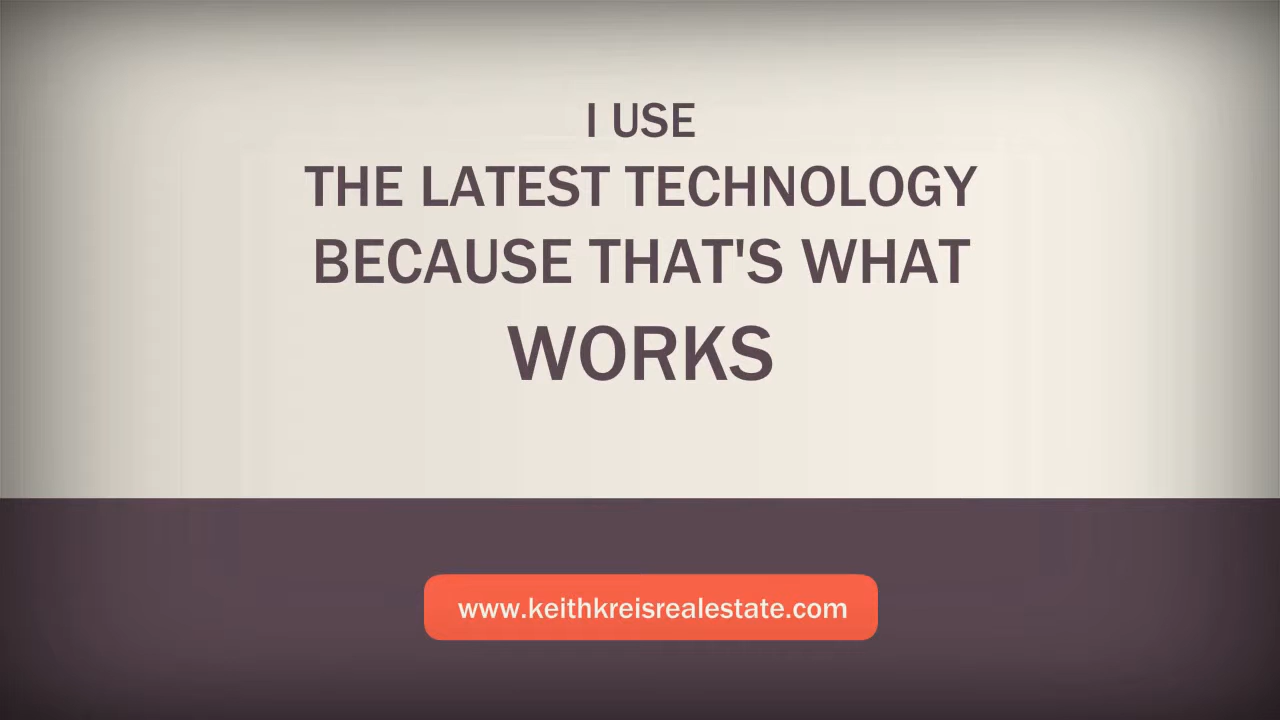 I USE
THE LATEST TECHNOLOGY
BECAUSE THAT'S WHAT
WORKS
www.keithkreisrealestate.com